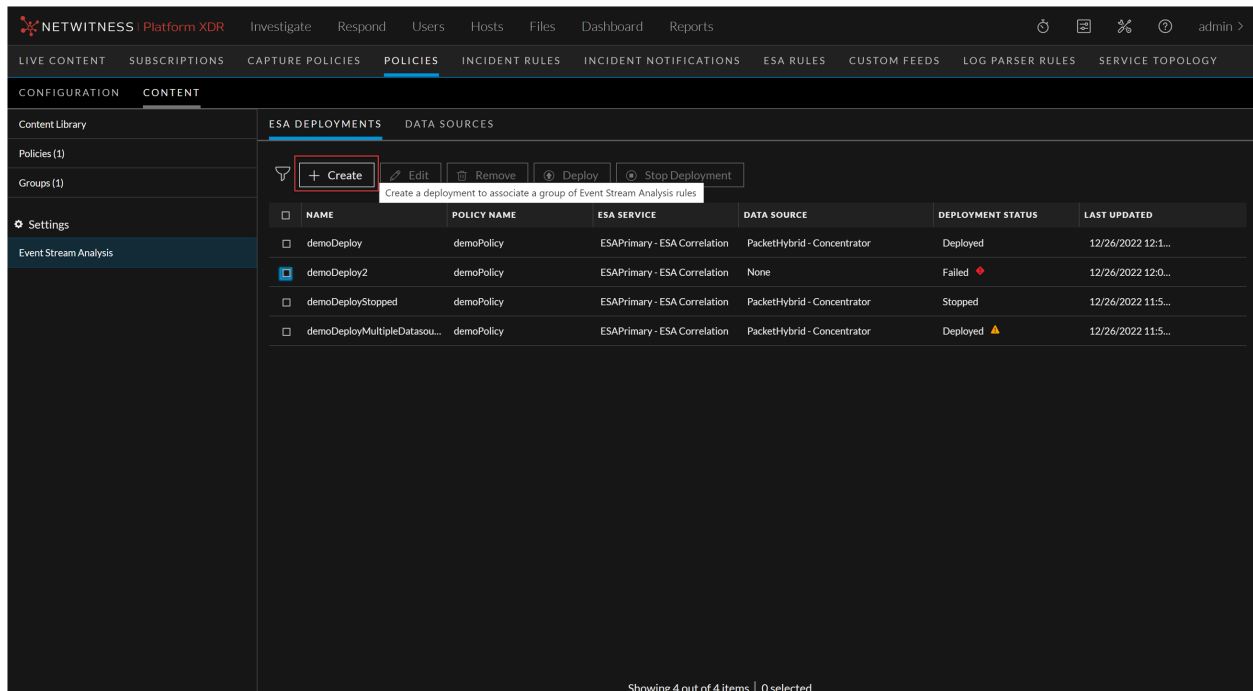 NETWITNESS Platform XDR Investigate Respond Users Hosts Files Dashboard Reports admin >
LIVE CONTENT SUBSCRIPTIONS CAPTURE POLICIES POLICIES INCIDENT RULES INCIDENT NOTIFICATIONS ESA RULES CUSTOM FEEDS LOG PARSER RULES SERVICE TOPOLOGY
CONFIGURATION CONTENT
Content Library
Policies (1)
Groups (1)
Settings
Event Stream Analysis
ESA DEPLOYMENTS DATA SOURCES
+ Create Edit Remove Deploy Stop Deployment
Create a deployment to associate a group of Event Stream Analysis rules
NAME POLICY NAME ESA SERVICE DATA SOURCE DEPLOYMENT STATUS LAST UPDATED
demoDeploy demoPolicy ESAPrimary - ESA Correlation PacketHybrid - Concentrator Deployed 12/26/2022 12:1...
demoDeploy2 demoPolicy ESAPrimary - ESA Correlation None Failed 12/26/2022 12:0...
demoDeployStopped demoPolicy ESAPrimary - ESA Correlation PacketHybrid - Concentrator Stopped 12/26/2022 11:5...
demoDeployMultipleDatasou... demoPolicy ESAPrimary - ESA Correlation PacketHybrid - Concentrator Deployed 12/26/2022 11:5...
Showing 4 out of 4 items | 0 selected